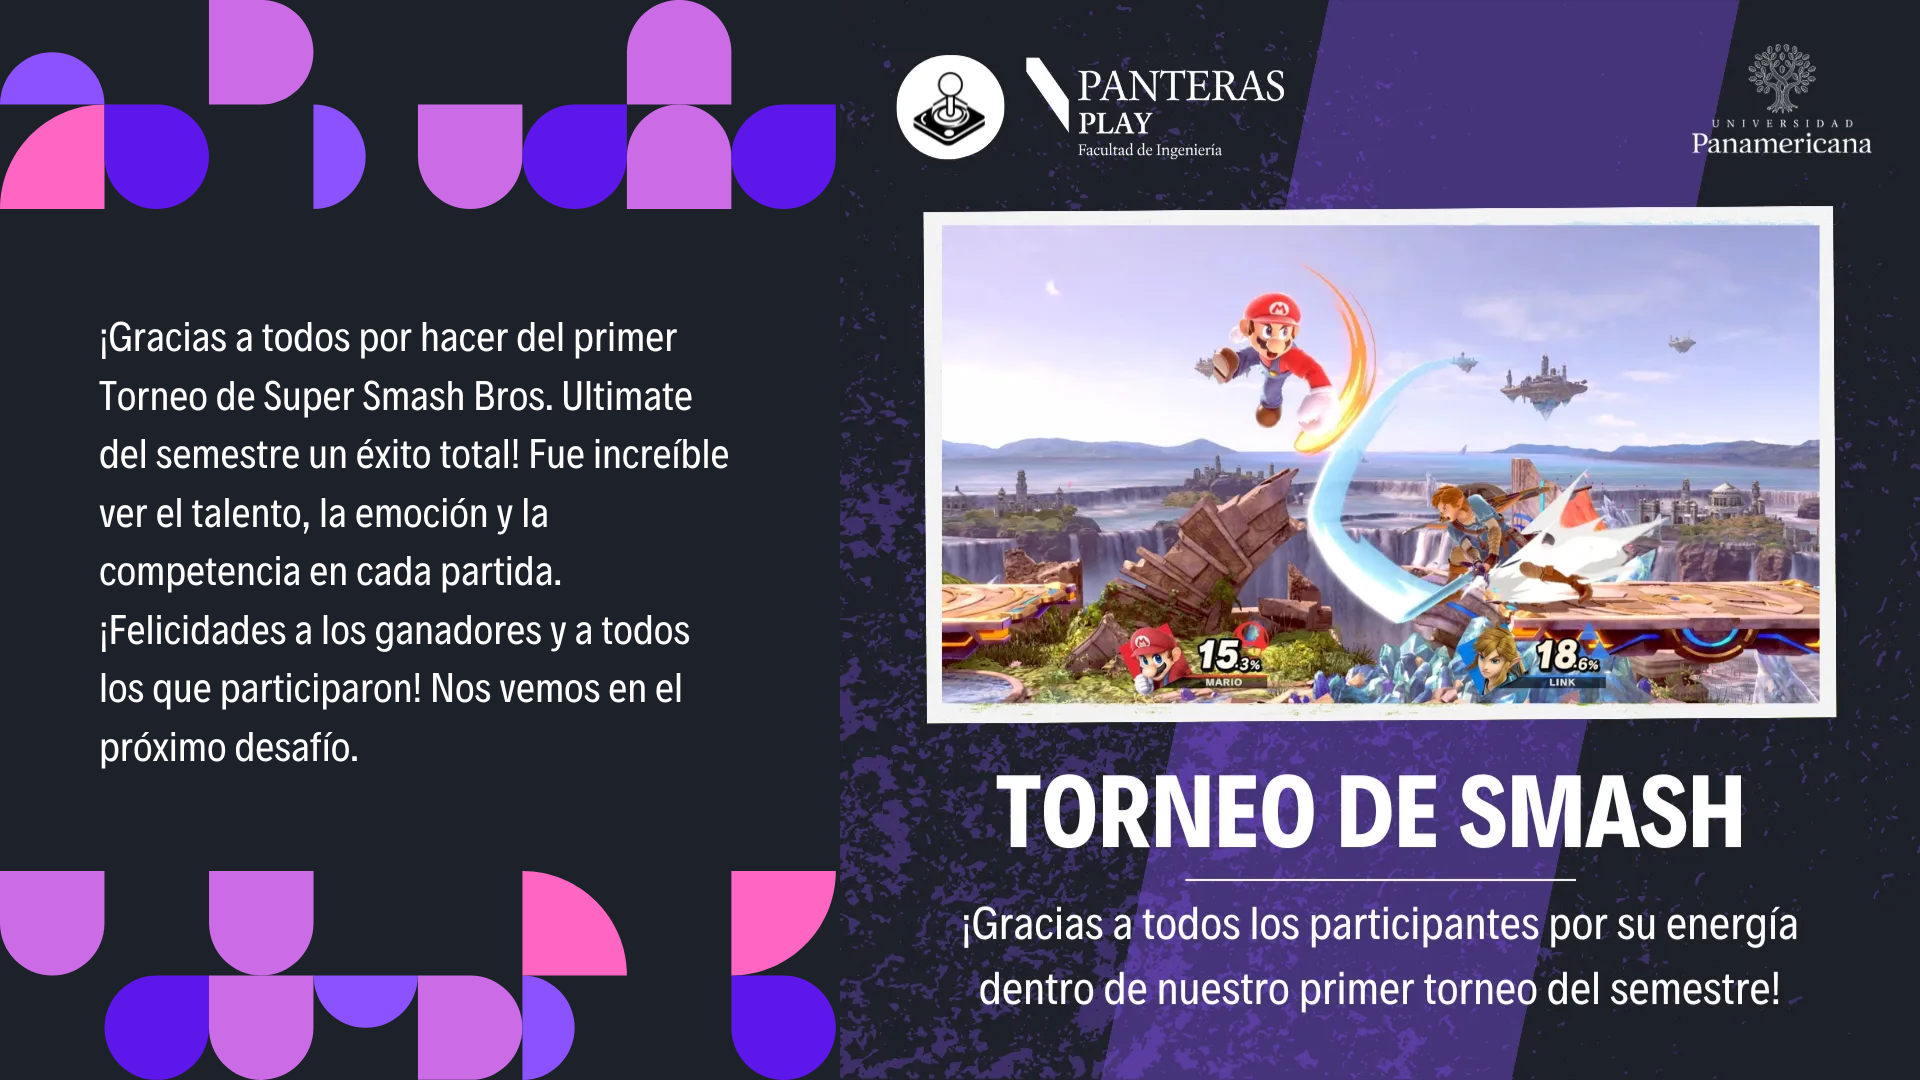 ¡Gracias a todos por hacer del primer
Torneo de Super Smash Bros. Ultimate
del semestre un éxito total! Fue increíble
ver el talento, la emoción y la
competencia en cada partida.
¡Felicidades a los ganadores y a todos
los que participaron! Nos vemos en el
próximo desafío.
PANTERAS
PLAY
Facultad de Ingeniería
UNIVERSIDAD
Panamericana
15.3%
MARIO
18.6%
LINK
TORNEO DE SMASH
¡Gracias a todos los participantes por su energía
dentro de nuestro primer torneo del semestre!